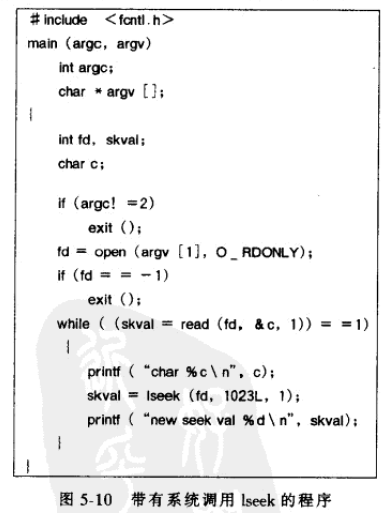 # include <fcntl.h>
main (argc, argv)
int argc;
char * argv [];
{
int fd, skval;
char c;
if (argc! =2)
exit ();
fd = open (argv [1], O _ RDONLY);
if (fd = = - 1)
exit ();
while ( (skval = read (fd, &c, 1)) = =1)
{
printf ( “char %c \ n”, c);
skval = lseek (fd, 1023L, 1);
printf ( “new seek val %d \ n”, skval);
}
}
图 5-10 带有系统调用 lseek 的程序